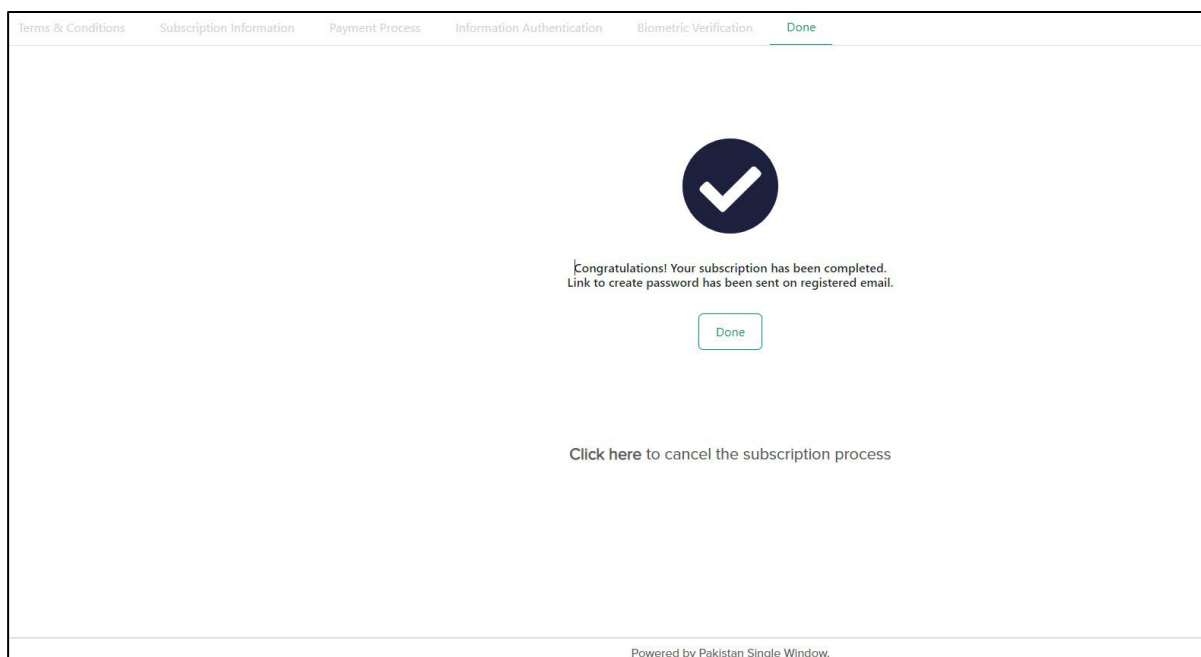 Terms & Conditions Subscription Information Payment Process Information Authentication Biometric Verification Done
Congratulations! Your subscription has been completed.
Link to create password has been sent on registered email.
Done
Click here to cancel the subscription process
Powered by Pakistan Single Window.